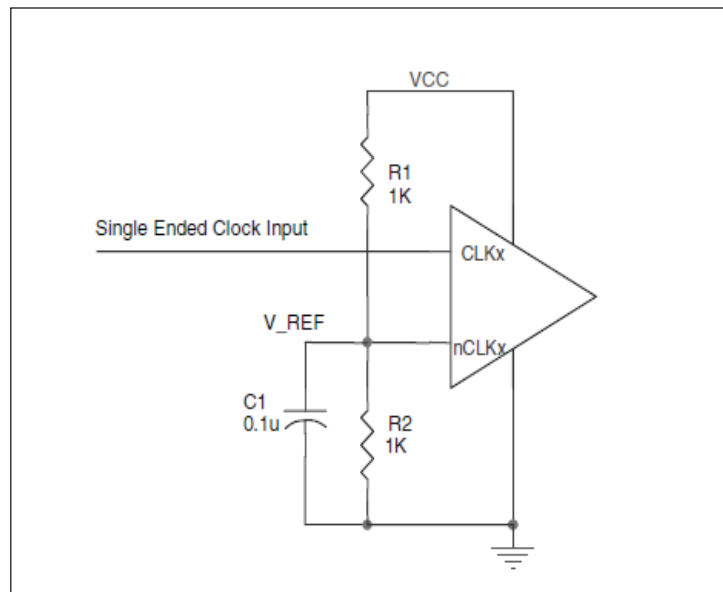 VCC
R1
1K
Single Ended Clock Input
CLKx
V_REF
nCLKx
C1
0.1u
R2
1K